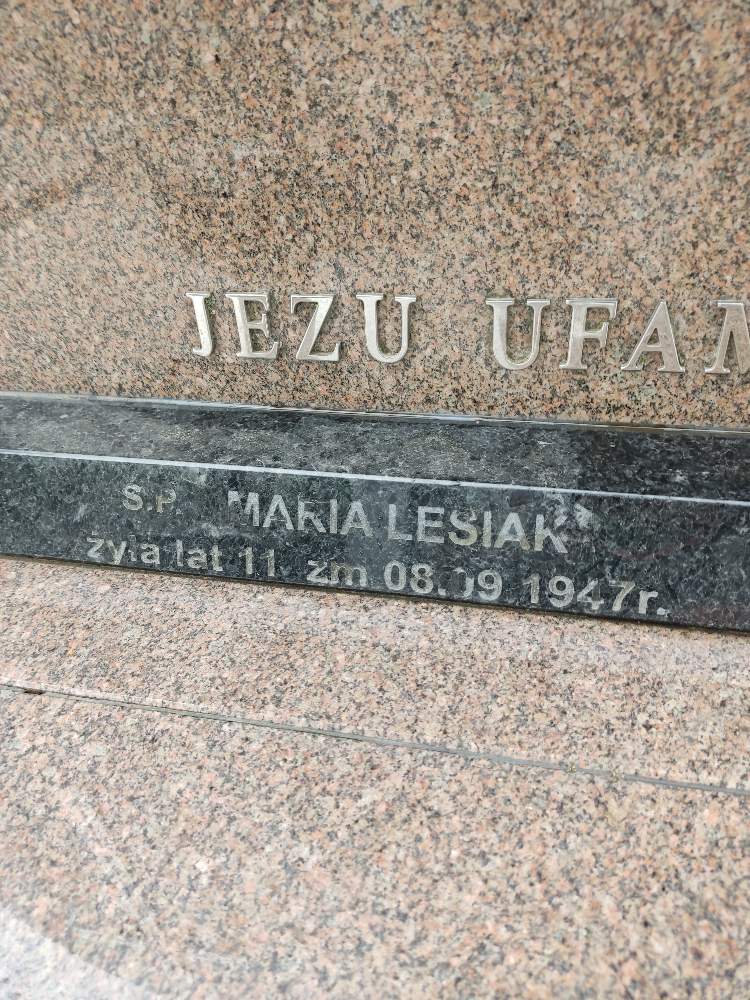 JEZU UFAM
S.P. MARIA LESIAK
żyła lat 11 zm 08.09 1947r.